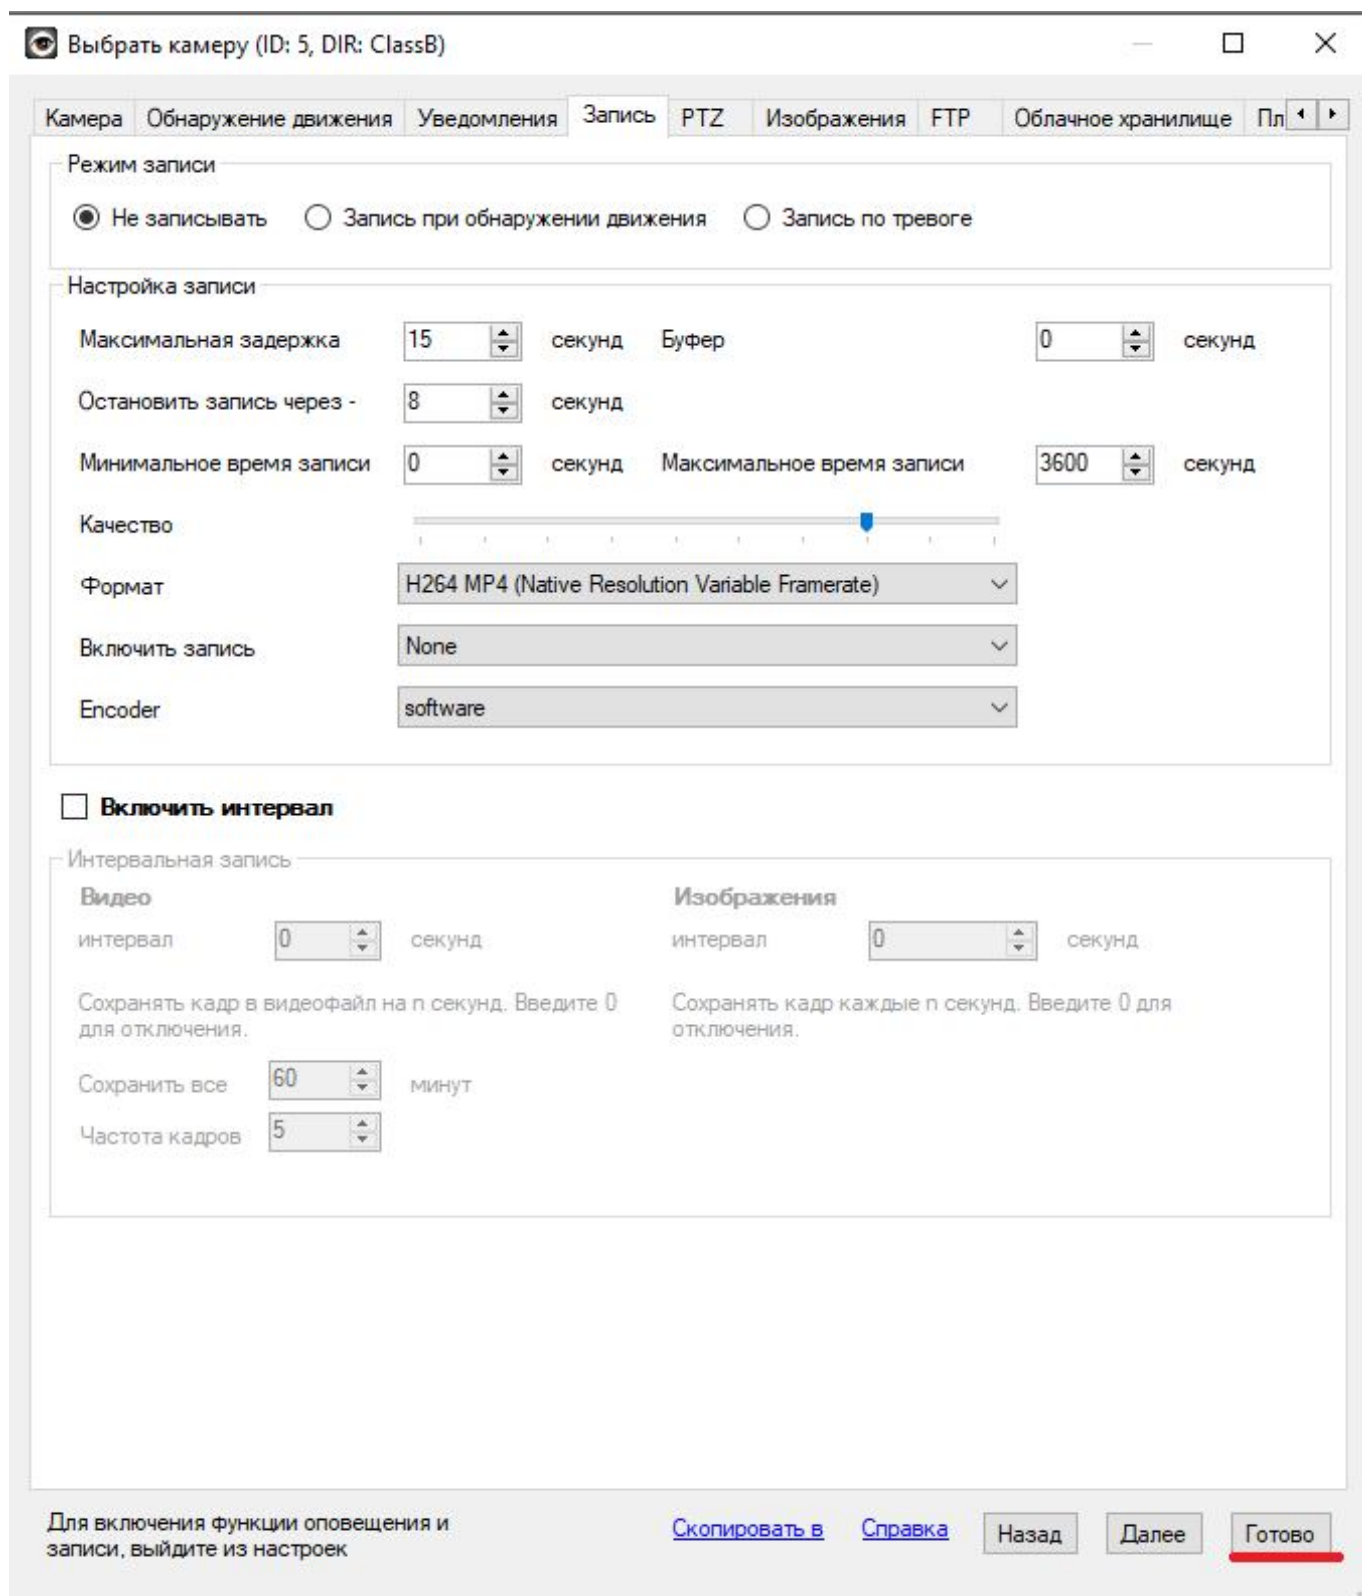 Выбрать камеру (ID: 5, DIR: ClassB)
Камера Обнаружение движения Уведомления Запись PTZ Изображения FTP Облачное хранилище Пл
Режим записи
Не записывать Запись при обнаружении движения Запись по тревоге
Настройка записи
Максимальная задержка 15 секунд Буфер 0 секунд
Остановить запись через - 8 секунд
Минимальное время записи 0 секунд Максимальное время записи 3600 секунд
Качество
Формат H264 MP4 (Native Resolution Variable Framerate)
Включить запись None
Encoder software
Включить интервал
Интервальная запись
Видео Изображения
интервал 0 секунд интервал 0 секунд
Сохранять кадр в видеофайл на n секунд. Введите 0 Сохранять кадр каждые n секунд. Введите 0 для
для отключения. отключения.
Сохранить все 60 минут
Частота кадров 5
Для включения функции оповещения и
записи, выйдите из настроек
Скопировать в Справка Назад Далее Готово